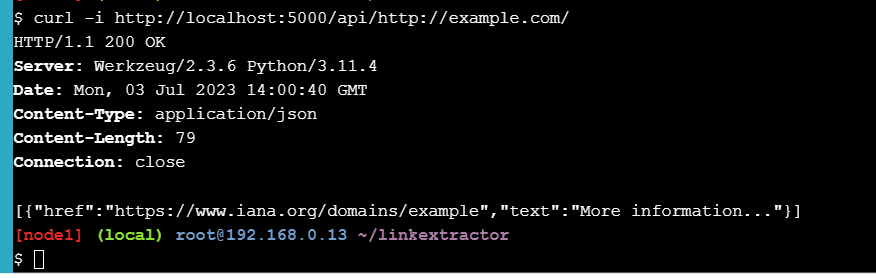 $ curl -i http://localhost:5000/api/http://example.com/
HTTP/1.1 200 OK
Server: Werkzeug/2.3.6 Python/3.11.4
Date: Mon, 03 Jul 2023 14:00:40 GMT
Content-Type: application/json
Content-Length: 79
Connection: close

[{"href":"https://www.iana.org/domains/example","text":"More information..."}]
[node1] (local) root@192.168.0.13 ~/linkextractor
$